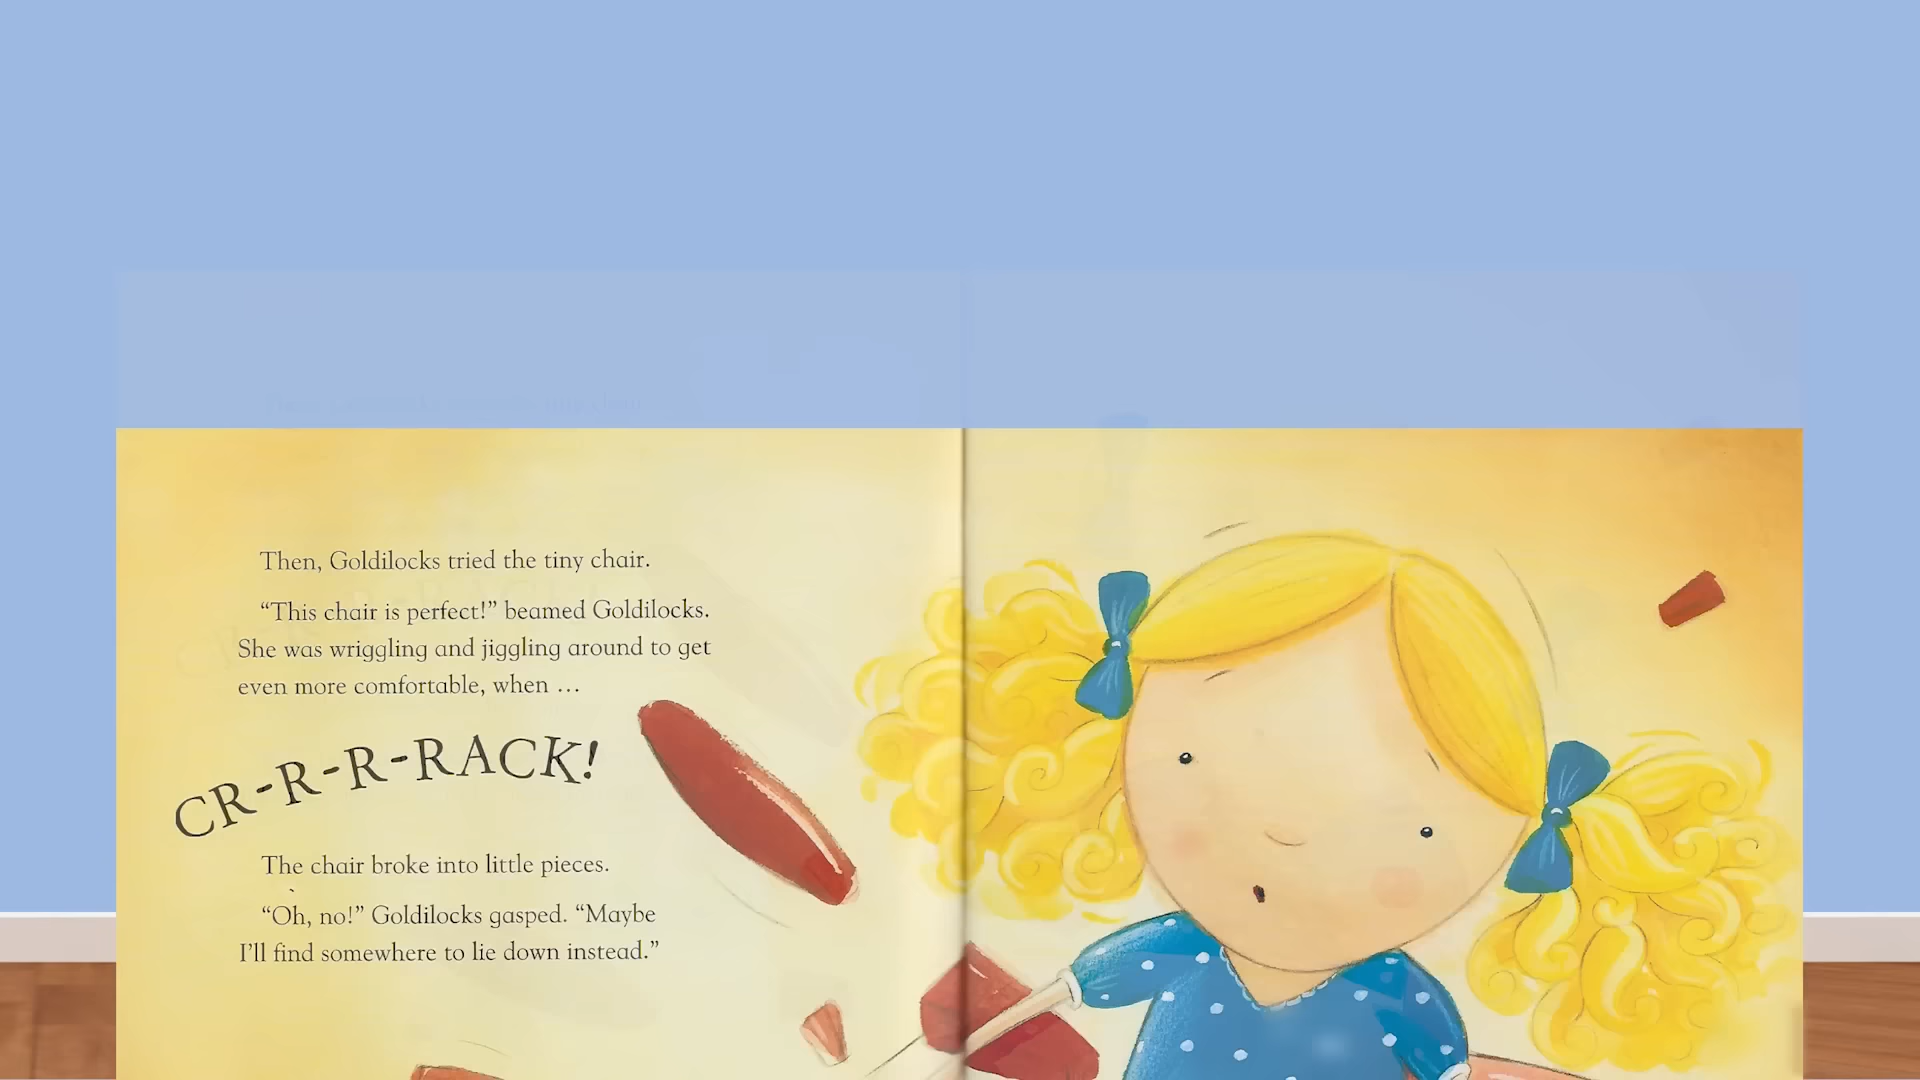 Then, Goldilocks tried the tiny chair.
“This chair is perfect!” beamed Goldilocks.
She was wriggling and jiggling around to get
even more comfortable, when ...
CR-R-R-RACK!
The chair broke into little pieces.
“Oh, no!” Goldilocks gasped. “Maybe
I’ll find somewhere to lie down instead.”